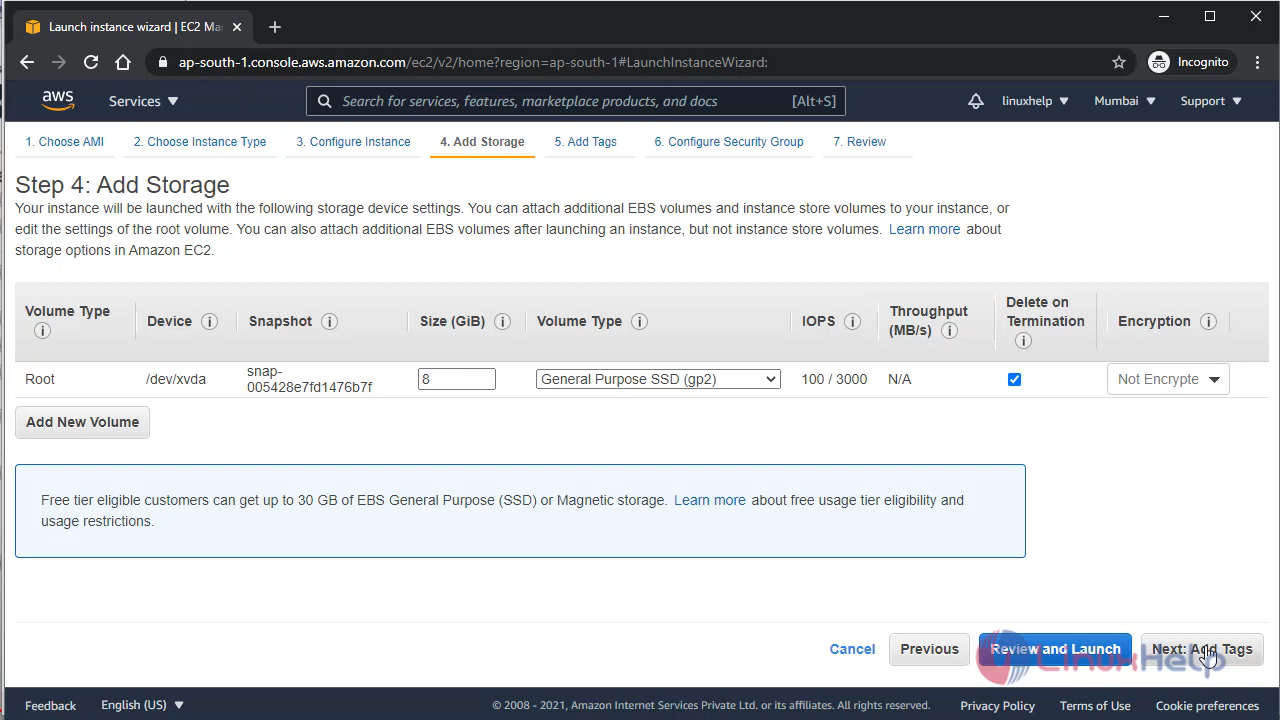 Launch instance wizard | EC2 Ma
ap-south-1.console.aws.amazon.com/ec2/v2/home?region=ap-south-1#LaunchInstanceWizard:
Incognito
aws
Services
Search for services, features, marketplace products, and docs
[Alt+S]
linuxhelp
Mumbai
Support
1. Choose AMI
2. Choose Instance Type
3. Configure Instance
4. Add Storage
5. Add Tags
6. Configure Security Group
7. Review
Step 4: Add Storage
Your instance will be launched with the following storage device settings. You can attach additional EBS volumes and instance store volumes to your instance, or
edit the settings of the root volume. You can also attach additional EBS volumes after launching an instance, but not instance store volumes. Learn more about
storage options in Amazon EC2.
Volume Type
Device
Snapshot
Size (GiB)
Volume Type
IOPS
Throughput
(MB/s)
Delete on
Termination
Encryption
Root
/dev/xvda
snap-
005428e7fd1476b7f
8
General Purpose SSD (gp2)
100 / 3000
N/A
Not Encrypte
Add New Volume
Free tier eligible customers can get up to 30 GB of EBS General Purpose (SSD) or Magnetic storage. Learn more about free usage tier eligibility and
usage restrictions.
Cancel
Previous
Review and Launch
Next: Add Tags
LinuxHelp
Feedback
English (US)
© 2008 - 2021, Amazon Internet Services Private Ltd. or its affiliates. All rights reserved.
Privacy Policy
Terms of Use
Cookie preferences